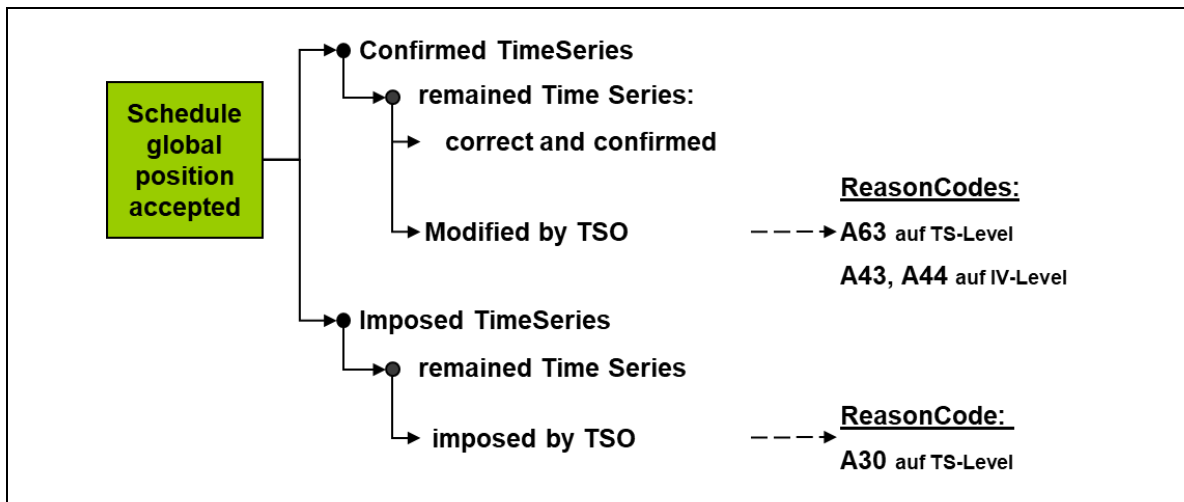 Schedule
global
position
accepted
Confirmed TimeSeries
remained Time Series:
correct and confirmed
Modified by TSO
ReasonCodes:
A63 auf TS-Level
A43, A44 auf IV-Level
Imposed TimeSeries
remained Time Series
imposed by TSO
ReasonCode:
A30 auf TS-Level